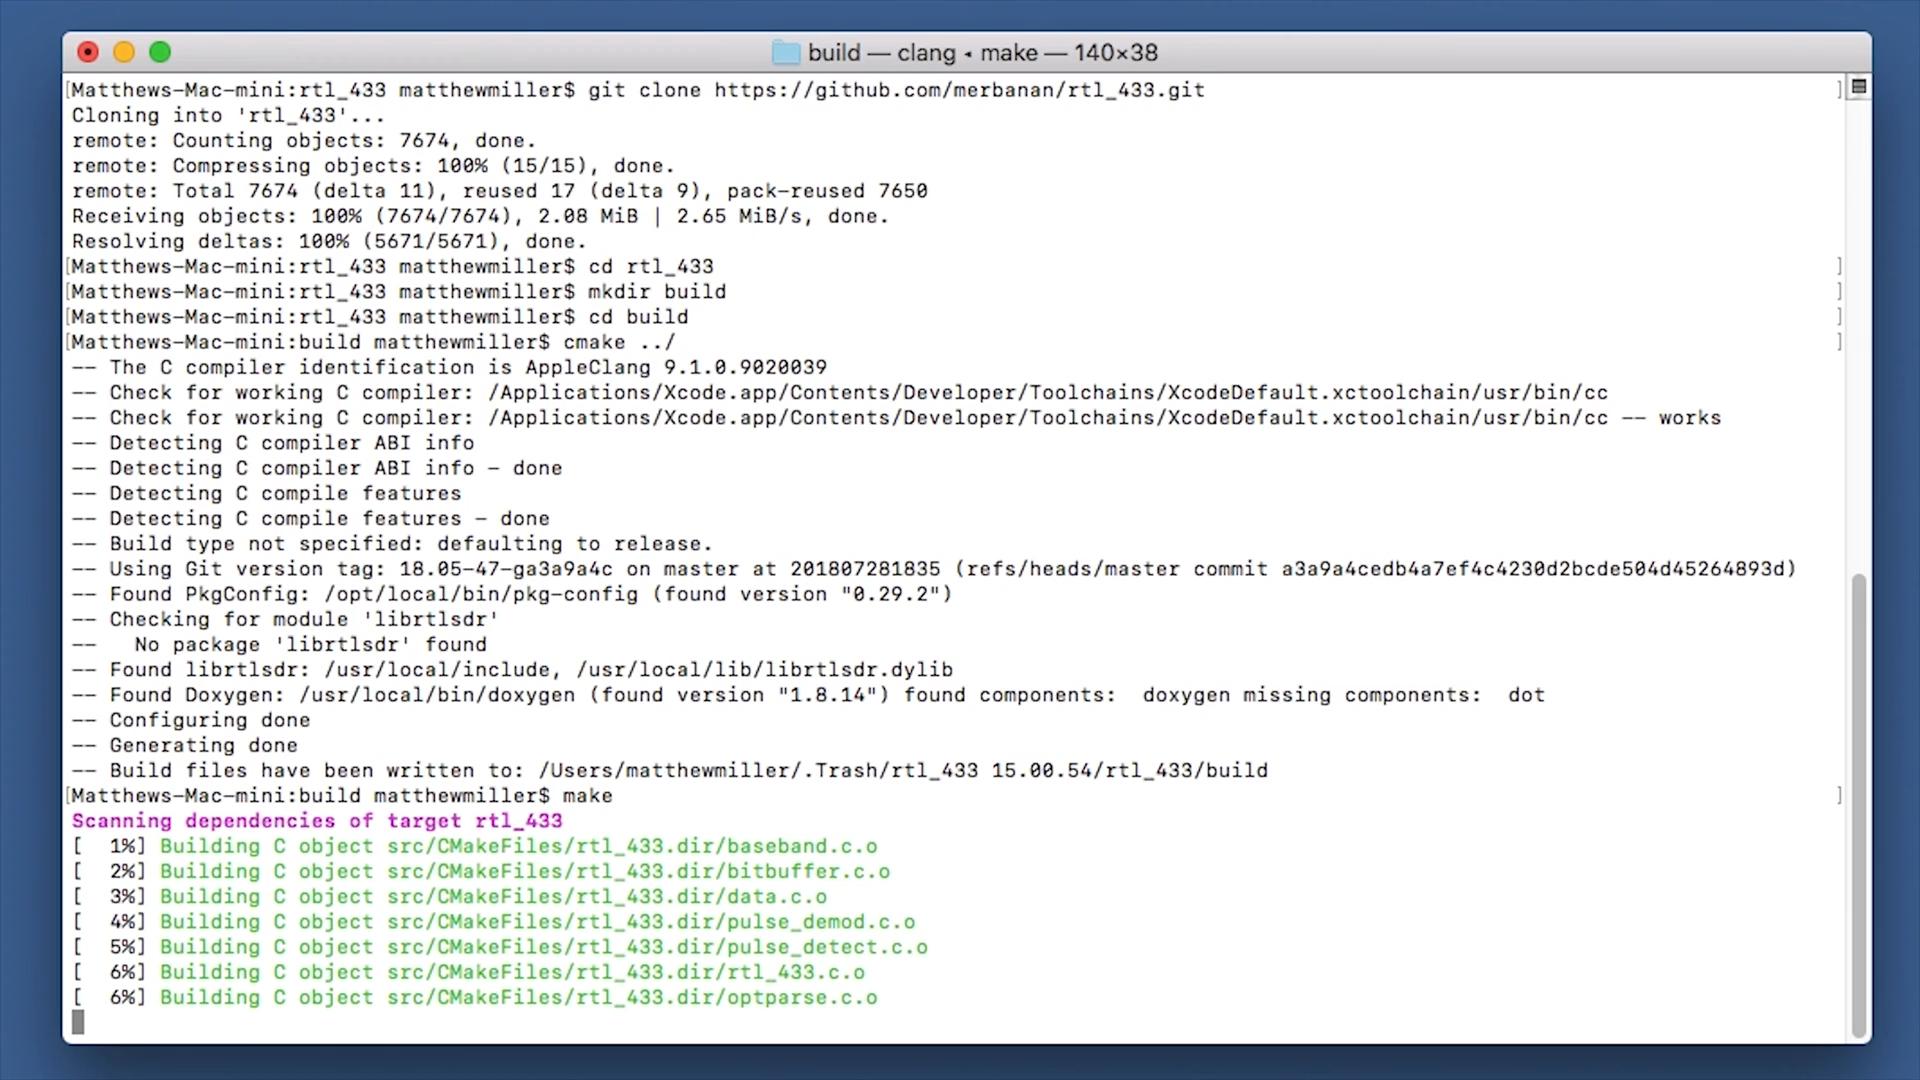 build — clang ◂ make — 140×38
[Matthews-Mac-mini:rtl_433 matthewmiller$ git clone https://github.com/merbanan/rtl_433.git ]
Cloning into 'rtl_433'...
remote: Counting objects: 7674, done.
remote: Compressing objects: 100% (15/15), done.
remote: Total 7674 (delta 11), reused 17 (delta 9), pack-reused 7650
Receiving objects: 100% (7674/7674), 2.08 MiB | 2.65 MiB/s, done.
Resolving deltas: 100% (5671/5671), done.
[Matthews-Mac-mini:rtl_433 matthewmiller$ cd rtl_433 ]
[Matthews-Mac-mini:rtl_433 matthewmiller$ mkdir build ]
[Matthews-Mac-mini:rtl_433 matthewmiller$ cd build ]
[Matthews-Mac-mini:build matthewmiller$ cmake ../ ]
-- The C compiler identification is AppleClang 9.1.0.9020039
-- Check for working C compiler: /Applications/Xcode.app/Contents/Developer/Toolchains/XcodeDefault.xctoolchain/usr/bin/cc
-- Check for working C compiler: /Applications/Xcode.app/Contents/Developer/Toolchains/XcodeDefault.xctoolchain/usr/bin/cc -- works
-- Detecting C compiler ABI info
-- Detecting C compiler ABI info - done
-- Detecting C compile features
-- Detecting C compile features - done
-- Build type not specified: defaulting to release.
-- Using Git version tag: 18.05-47-ga3a9a4c on master at 201807281835 (refs/heads/master commit a3a9a4cedb4a7ef4c4230d2bcde504d45264893d)
-- Found PkgConfig: /opt/local/bin/pkg-config (found version "0.29.2")
-- Checking for module 'librtlsdr'
--   No package 'librtlsdr' found
-- Found librtlsdr: /usr/local/include, /usr/local/lib/librtlsdr.dylib
-- Found Doxygen: /usr/local/bin/doxygen (found version "1.8.14") found components:  doxygen missing components:  dot
-- Configuring done
-- Generating done
-- Build files have been written to: /Users/matthewmiller/.Trash/rtl_433 15.00.54/rtl_433/build
[Matthews-Mac-mini:build matthewmiller$ make ]
Scanning dependencies of target rtl_433
[  1%] Building C object src/CMakeFiles/rtl_433.dir/baseband.c.o
[  2%] Building C object src/CMakeFiles/rtl_433.dir/bitbuffer.c.o
[  3%] Building C object src/CMakeFiles/rtl_433.dir/data.c.o
[  4%] Building C object src/CMakeFiles/rtl_433.dir/pulse_demod.c.o
[  5%] Building C object src/CMakeFiles/rtl_433.dir/pulse_detect.c.o
[  6%] Building C object src/CMakeFiles/rtl_433.dir/rtl_433.c.o
[  6%] Building C object src/CMakeFiles/rtl_433.dir/optparse.c.o